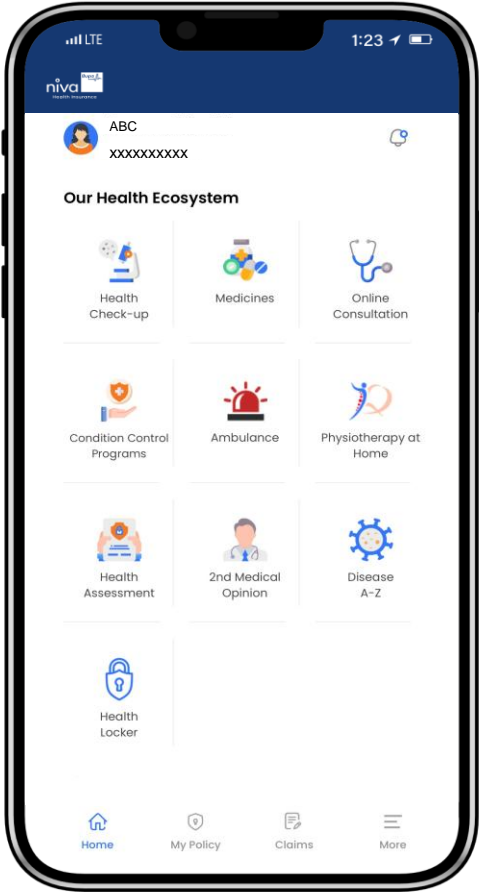 LTE
1:23
niva
Bupa
Health Insurance
ABC
xxxxxxxxxx
Our Health Ecosystem
Health
Check-up
Medicines
Online
Consultation
Condition Control
Programs
Ambulance
Physiotherapy at
Home
Health
Assessment
2nd Medical
Opinion
Disease
A-Z
Health
Locker
Home
My Policy
Claims
More